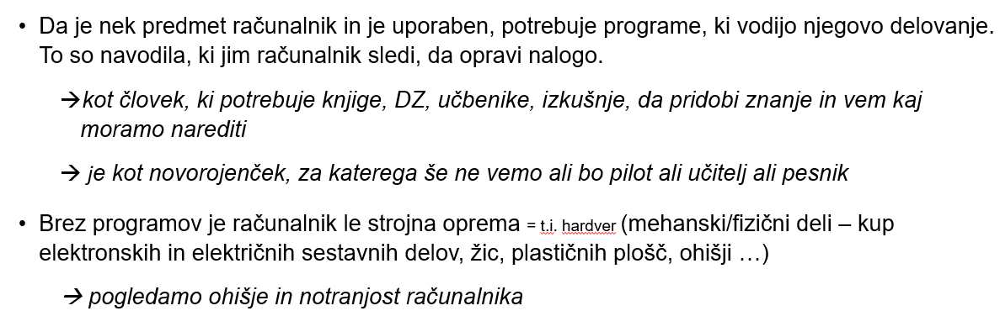 • Da je nek predmet računalnik in je uporaben, potrebuje programe, ki vodijo njegovo delovanje.
To so navodila, ki jim računalnik sledi, da opravi nalogo.
→kot človek, ki potrebuje knjige, DZ, učbenike, izkušnje, da pridobi znanje in vem kaj
moramo narediti
→ je kot novorojenček, za katerega še ne vemo ali bo pilot ali učitelj ali pesnik
• Brez programov je računalnik le strojna oprema = t.i. hardver (mehanski/fizični deli – kup
elektronskih in električnih sestavnih delov, žic, plastičnih plošč, ohišji …)
→ pogledamo ohišje in notranjost računalnika